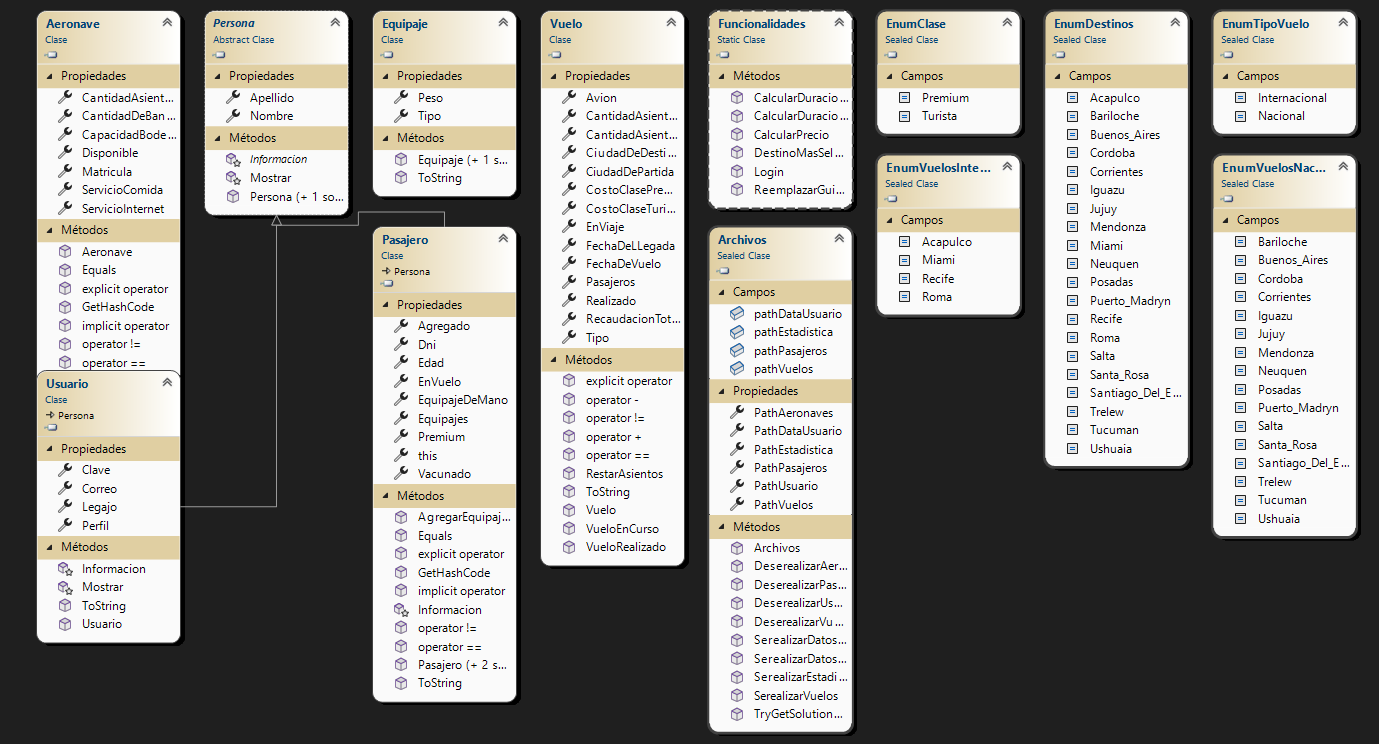 Aeronave
Clase
Propiedades
CantidadAsient...
CantidadDeBan...
CapacidadBode...
Disponible
Matricula
ServicioComida
ServicioInternet
Métodos
Aeronave
Equals
explicit operator
GetHashCode
implicit operator
operator !=
operator ==
Usuario
Clase
Persona
Propiedades
Clave
Correo
Legajo
Perfil
Métodos
Informacion
Mostrar
ToString
Usuario
Persona
Abstract Clase
Propiedades
Apellido
Nombre
Métodos
Informacion
Mostrar
Persona (+ 1 so...
Equipaje
Clase
Propiedades
Peso
Tipo
Métodos
Equipaje (+ 1 s...
ToString
Pasajero
Clase
Persona
Propiedades
Agregado
Dni
Edad
EnVuelo
EquipajeDeMano
Equipajes
Premium
this
Vacunado
Métodos
AgregarEquipaj...
Equals
explicit operator
GetHashCode
implicit operator
Informacion
operator !=
operator ==
Pasajero (+ 2 s...
ToString
Vuelo
Clase
Propiedades
Avion
CantidadAsient...
CantidadAsient...
CiudadDeDesti...
CiudadDePartida
CostoClasePre...
CostoClaseTuri...
EnViaje
FechaDeLLegada
FechaDeVuelo
Pasajeros
Realizado
RecaudacionTot...
Tipo
Métodos
explicit operator
operator -
operator !=
operator +
operator ==
RestarAsientos
ToString
Vuelo
VueloEnCurso
VueloRealizado
Funcionalidades
Static Clase
Métodos
CalcularDuracio...
CalcularDuracio...
CalcularPrecio
DestinoMasSel...
Login
ReemplazarGui...
Archivos
Sealed Clase
Campos
pathDataUsuario
pathEstadistica
pathPasajeros
pathVuelos
Propiedades
PathAeronaves
PathDataUsuario
PathEstadistica
PathPasajeros
PathUsuario
PathVuelos
Métodos
Archivos
DeserealizarAer...
DeserealizarPas...
DeserealizarUs...
DeserealizarVu...
SerealizarDatos...
SerealizarDatos...
SerealizarEstadi...
SerealizarVuelos
TryGetSolution...
EnumClase
Sealed Clase
Campos
Premium
Turista
EnumVuelosInte...
Sealed Clase
Campos
Acapulco
Miami
Recife
Roma
EnumDestinos
Sealed Clase
Campos
Acapulco
Bariloche
Buenos_Aires
Cordoba
Corrientes
Iguazu
Jujuy
Mendonza
Miami
Neuquen
Posadas
Puerto_Madryn
Recife
Roma
Salta
Santa_Rosa
Santiago_Del_E...
Trelew
Tucuman
Ushuaia
EnumTipoVuelo
Sealed Clase
Campos
Internacional
Nacional
EnumVuelosNac...
Sealed Clase
Campos
Bariloche
Buenos_Aires
Cordoba
Corrientes
Iguazu
Jujuy
Mendonza
Neuquen
Posadas
Puerto_Madryn
Salta
Santa_Rosa
Santiago_Del_E...
Trelew
Tucuman
Ushuaia